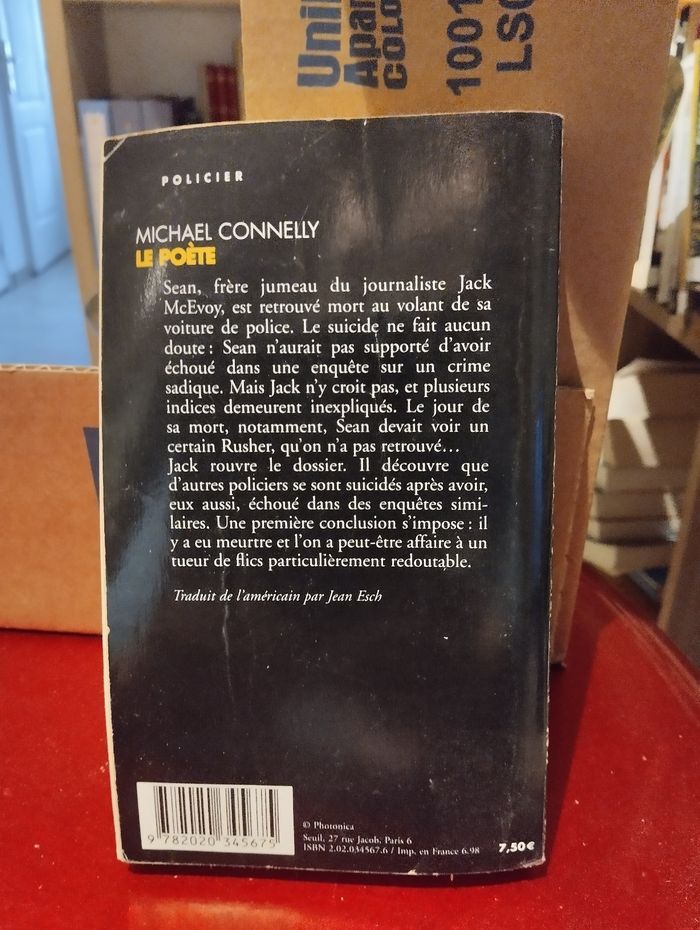 Unit
Apar
COLO
1001
LSC
POLICIER
MICHAEL CONNELLY
LE POÈTE
Sean, frère jumeau du journaliste Jack
McEvoy, est retrouvé mort au volant de sa
voiture de police. Le suicide ne fait aucun
doute : Sean n'aurait pas supporté d'avoir
échoué dans une enquête sur un crime
sadique. Mais Jack n'y croit pas, et plusieurs
indices demeurent inexpliqués. Le jour de
sa mort, notamment, Sean devait voir un
certain Rusher, qu'on n'a pas retrouvé…
Jack rouvre le dossier. Il découvre que
d'autres policiers se sont suicidés après avoir,
eux aussi, échoué dans des enquêtes simi-
laires. Une première conclusion s'impose : il
y a eu meurtre et l'on a peut-être affaire à un
tueur de flics particulièrement redoutable.
Traduit de l'américain par Jean Esch
9 782020 345675
© Photonica
Seuil, 27 rue Jacob, Paris 6
ISBN 2.02.034567.6 / Imp. en France 6.98
7,50€